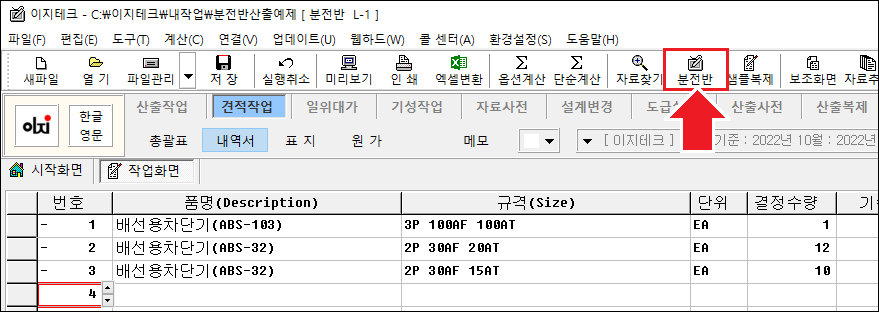 이지테크 - C:₩이지테크₩내작업₩분전반산출예제 [ 분전반 L-1 ]
파일(F) 편집(E) 도구(T) 계산(C) 연결(V) 업데이트(U) 웹하드(W) 콜 센터(A) 환경설정(S) 도움말(H)
새파일 열 기 파일관리 저 장 실행취소 미리보기 인 쇄 엑셀변환 옵션계산 단순계산 자료찾기 분전반 샘플복제 보조화면 자료추
산출작업 견적작업 일위대가 기성작업 자료사전 설계변경 도급 산출사전 산출복제
이지 한글 영문
총괄표 내역서 표 지 원 가 메모 [ 이지테크 ] 기준 : 2022년 10월 : 2022년
시작화면 작업화면
번호 품명(Description) 규격(Size) 단위 결정수량
- 1 배선용차단기(ABS-103) 3P 100AF 100AT EA 1
- 2 배선용차단기(ABS-32) 2P 30AF 20AT EA 12
- 3 배선용차단기(ABS-32) 2P 30AF 15AT EA 10
4